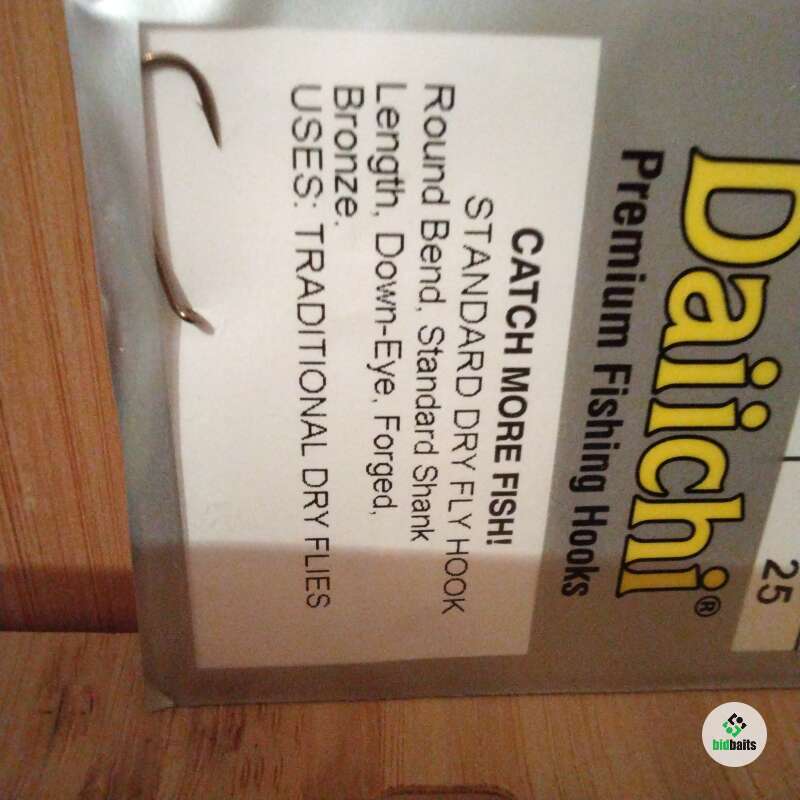 25
Daiichi®
Premium Fishing Hooks
CATCH MORE FISH!
STANDARD DRY FLY HOOK
Round Bend, Standard Shank
Length, Down-Eye, Forged,
Bronze.
USES: TRADITIONAL DRY FLIES
bidbaits